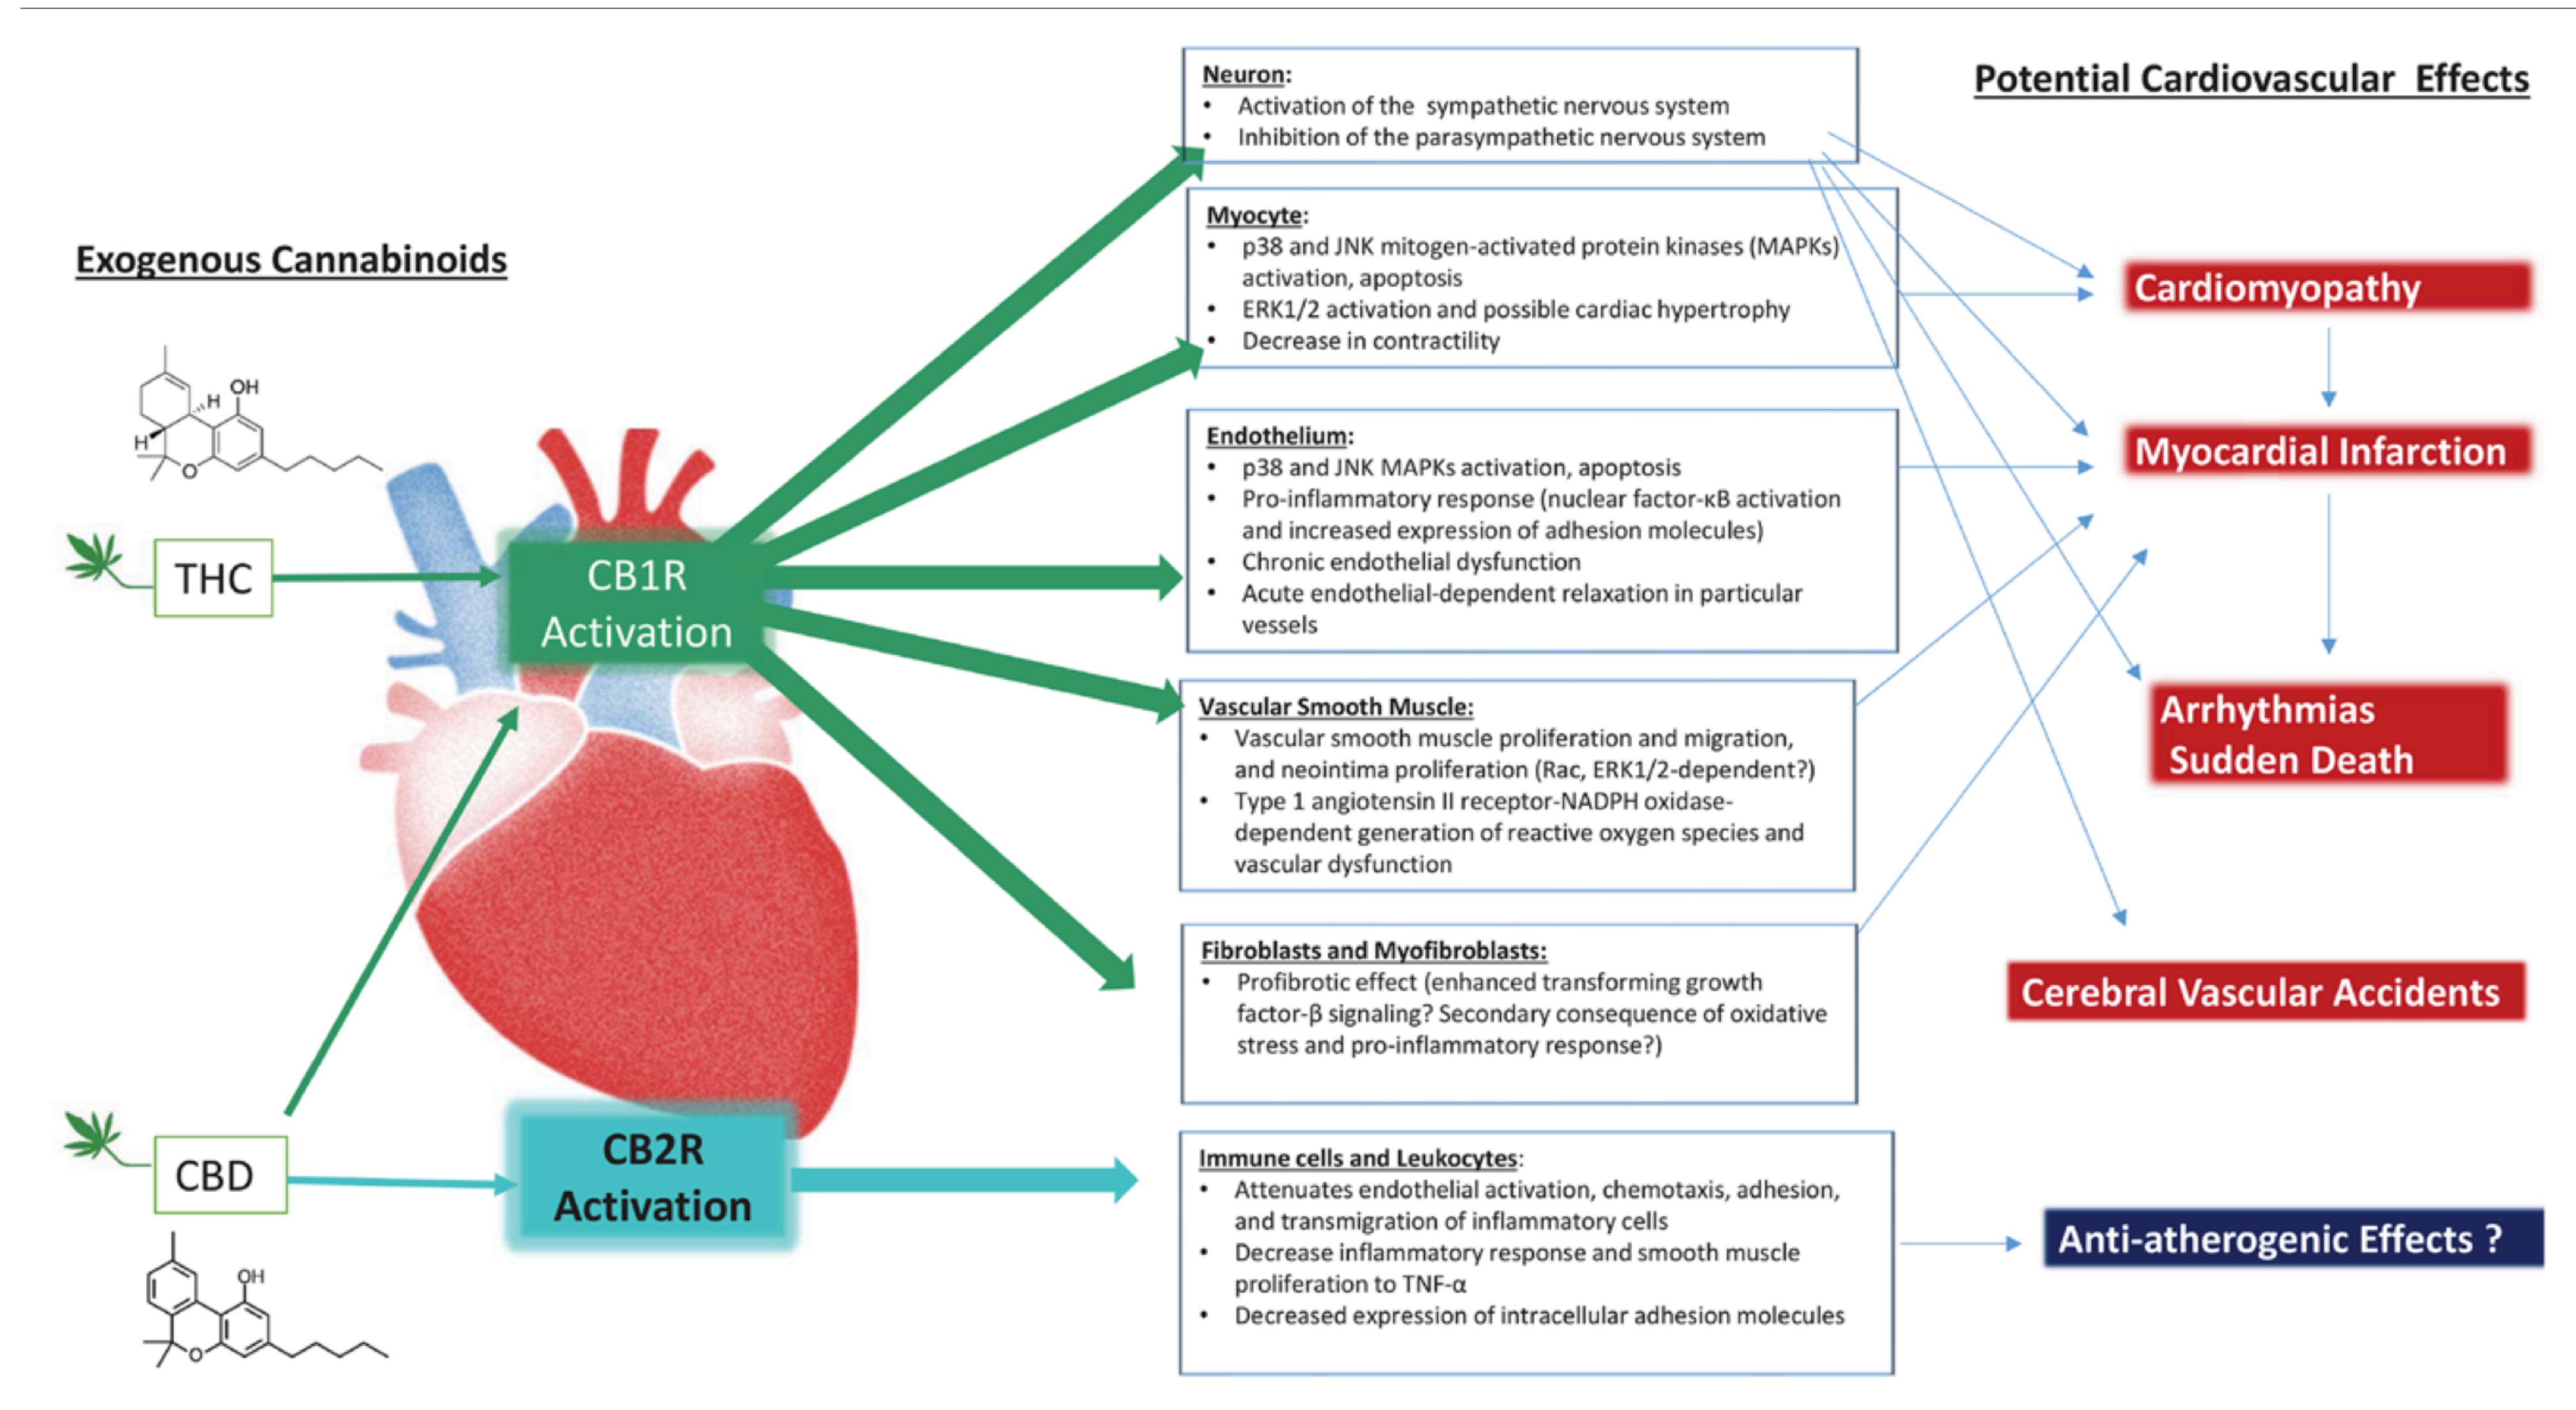 Potential Cardiovascular Effects
Exogenous Cannabinoids
OH
H
H
O
THC
CB1R
Activation
CBD
OH
O
CB2R
Activation
Neuron:
• Activation of the sympathetic nervous system
• Inhibition of the parasympathetic nervous system
Myocyte:
• p38 and JNK mitogen-activated protein kinases (MAPKs)
activation, apoptosis
• ERK1/2 activation and possible cardiac hypertrophy
• Decrease in contractility
Endothelium:
• p38 and JNK MAPKs activation, apoptosis
• Pro-inflammatory response (nuclear factor-κB activation
and increased expression of adhesion molecules)
• Chronic endothelial dysfunction
• Acute endothelial-dependent relaxation in particular
vessels
Vascular Smooth Muscle:
• Vascular smooth muscle proliferation and migration,
and neointima proliferation (Rac, ERK1/2-dependent?)
• Type 1 angiotensin II receptor-NADPH oxidase-
dependent generation of reactive oxygen species and
vascular dysfunction
Fibroblasts and Myofibroblasts:
• Profibrotic effect (enhanced transforming growth
factor-β signaling? Secondary consequence of oxidative
stress and pro-inflammatory response?)
Immune cells and Leukocytes:
• Attenuates endothelial activation, chemotaxis, adhesion,
and transmigration of inflammatory cells
• Decrease inflammatory response and smooth muscle
proliferation to TNF-α
• Decreased expression of intracellular adhesion molecules
Cardiomyopathy
Myocardial Infarction
Arrhythmias
Sudden Death
Cerebral Vascular Accidents
Anti-atherogenic Effects ?